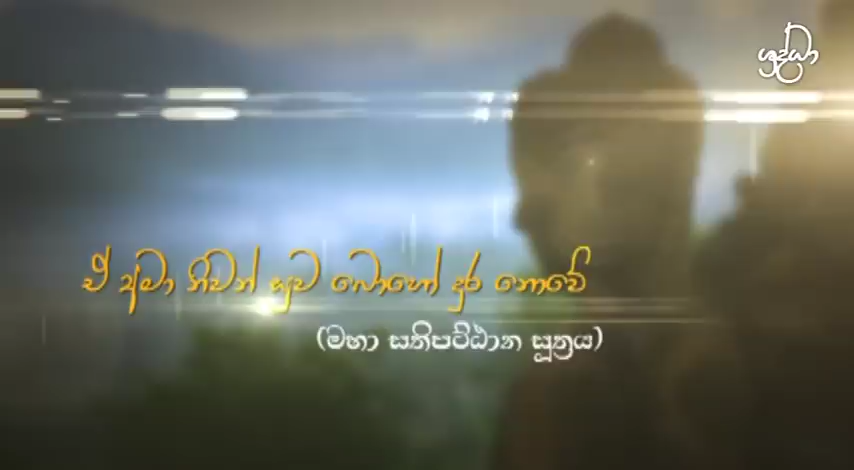 ශ්‍රද්ධා
ඒ අමා නිවන් සුව බොහෝ දුර නොවේ
(මහා සතිපට්ඨාන සූත්‍රය)